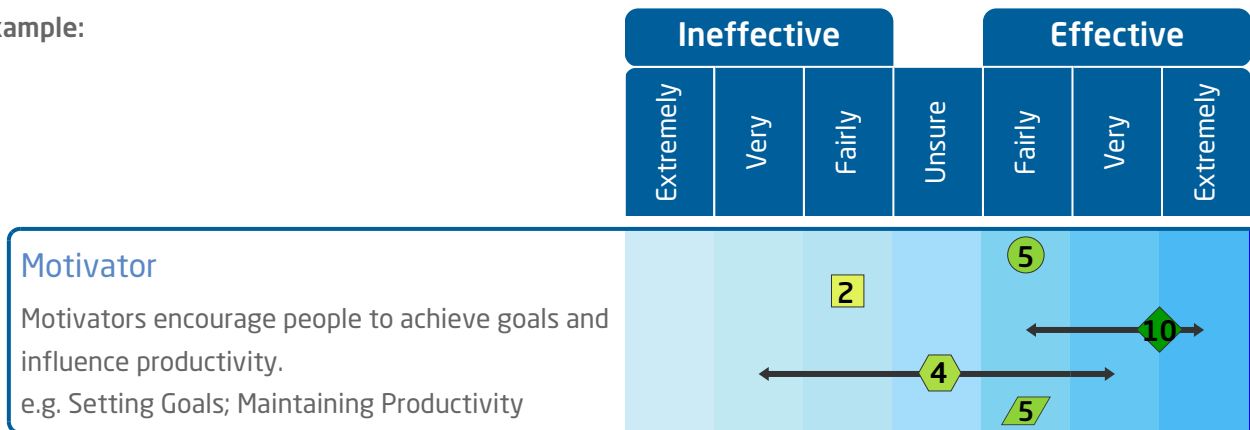 xample:
Ineffective
Effective
Extremely
Very
Fairly
Unsure
Fairly
Very
Extremely
Motivator
Motivators encourage people to achieve goals and
influence productivity.
e.g. Setting Goals; Maintaining Productivity
5
2
10
4
5